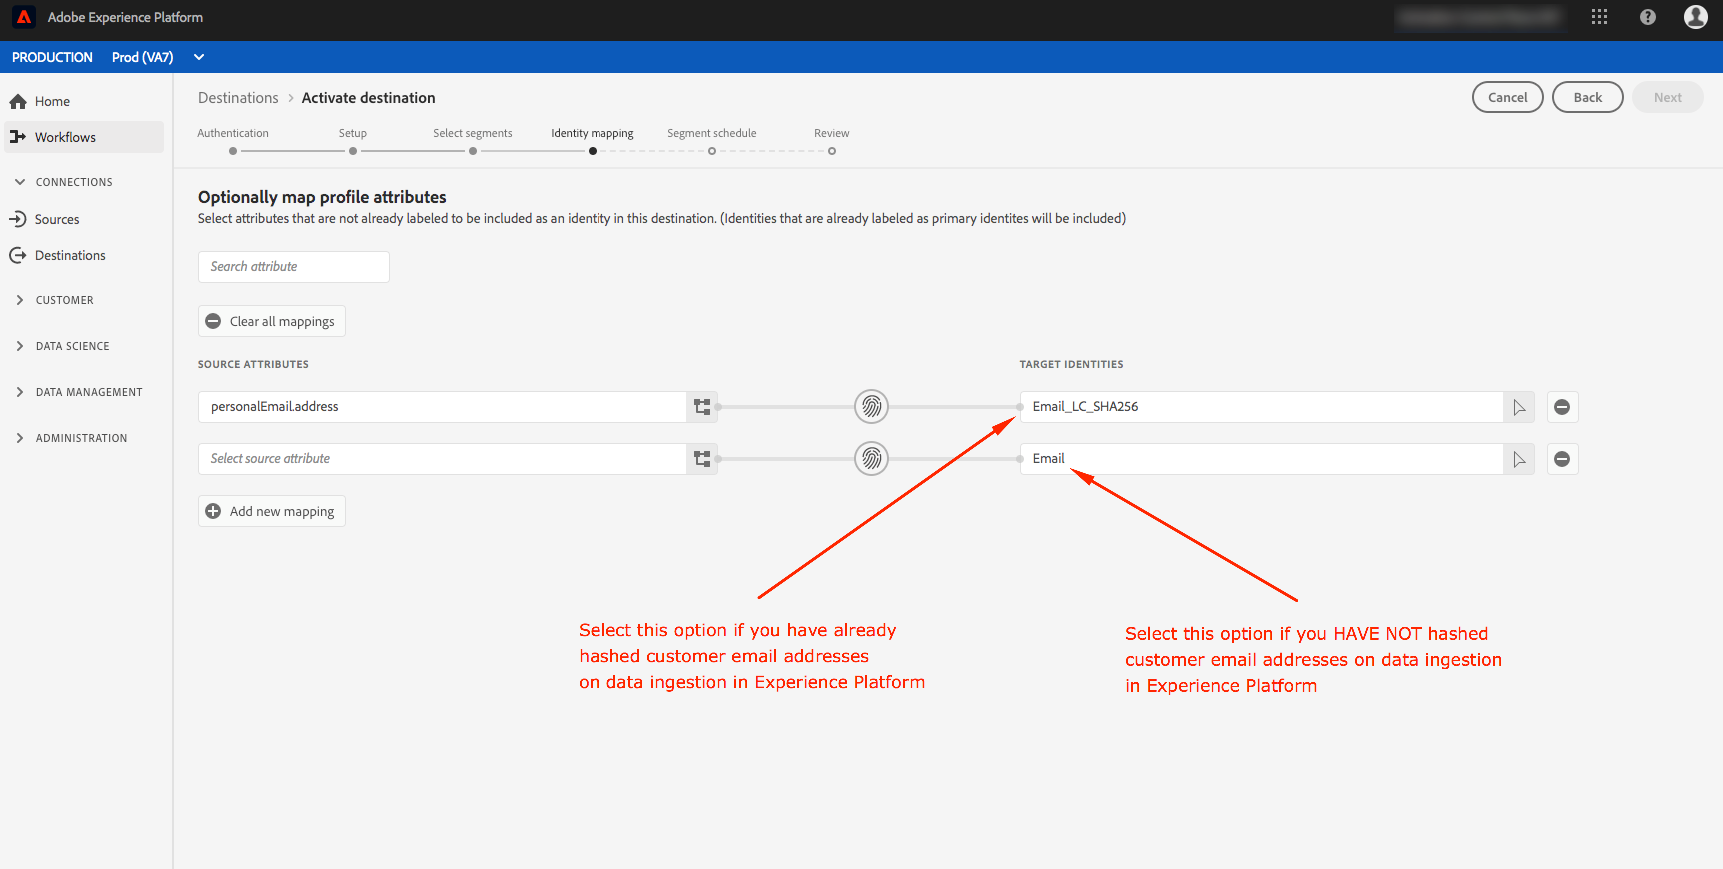 Adobe Experience Platform
PRODUCTION Prod (VA7)
Home
Workflows
CONNECTIONS
Sources
Destinations
CUSTOMER
DATA SCIENCE
DATA MANAGEMENT
ADMINISTRATION
Destinations > Activate destination
Cancel Back Next
Authentication Setup Select segments Identity mapping Segment schedule Review
Optionally map profile attributes
Select attributes that are not already labeled to be included as an identity in this destination. (Identities that are already labeled as primary identites will be included)
Search attribute
Clear all mappings
SOURCE ATTRIBUTES TARGET IDENTITIES
personalEmail.address Email_LC_SHA256
Select source attribute Email
Add new mapping
Select this option if you have already
hashed customer email addresses
on data ingestion in Experience Platform
Select this option if you HAVE NOT hashed
customer email addresses on data ingestion
in Experience Platform